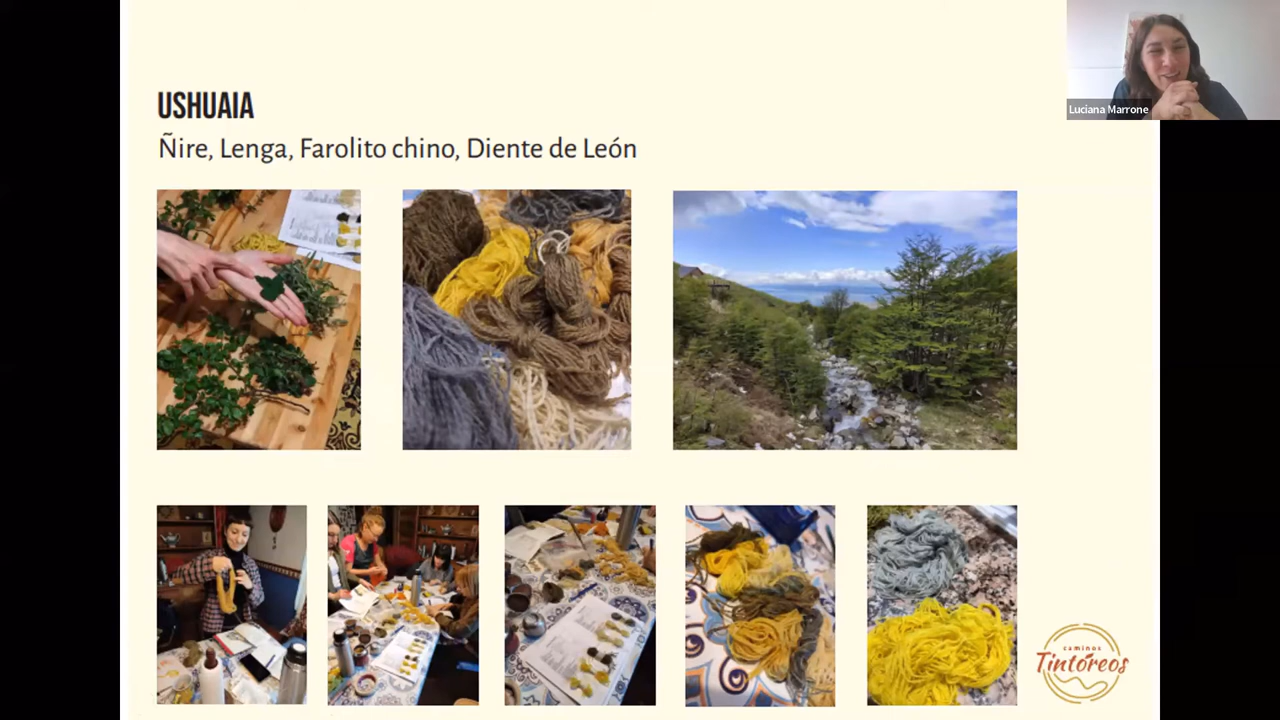 USHUAIA
Ñire, Lenga, Farolito chino, Diente de León
Luciana Marrone
caminos
Tintóreos